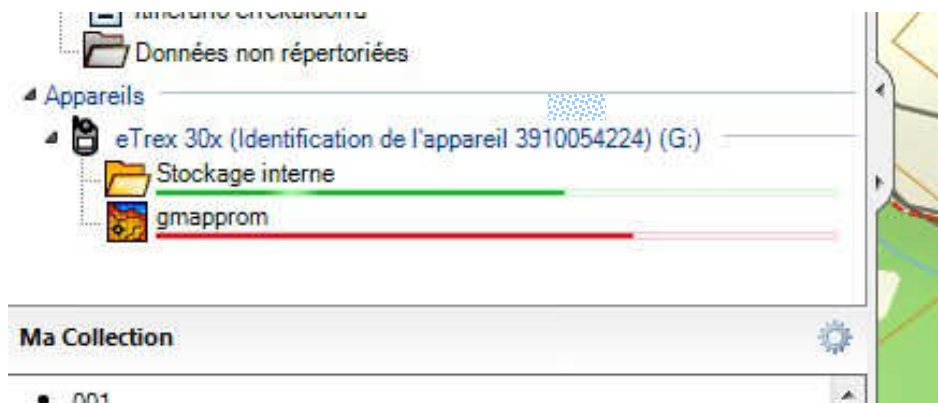 Données non répertoriées
Appareils
eTrex 30x (Identification de l'appareil 3910054224) (G:)
Stockage interne
gmapprom
Ma Collection
001